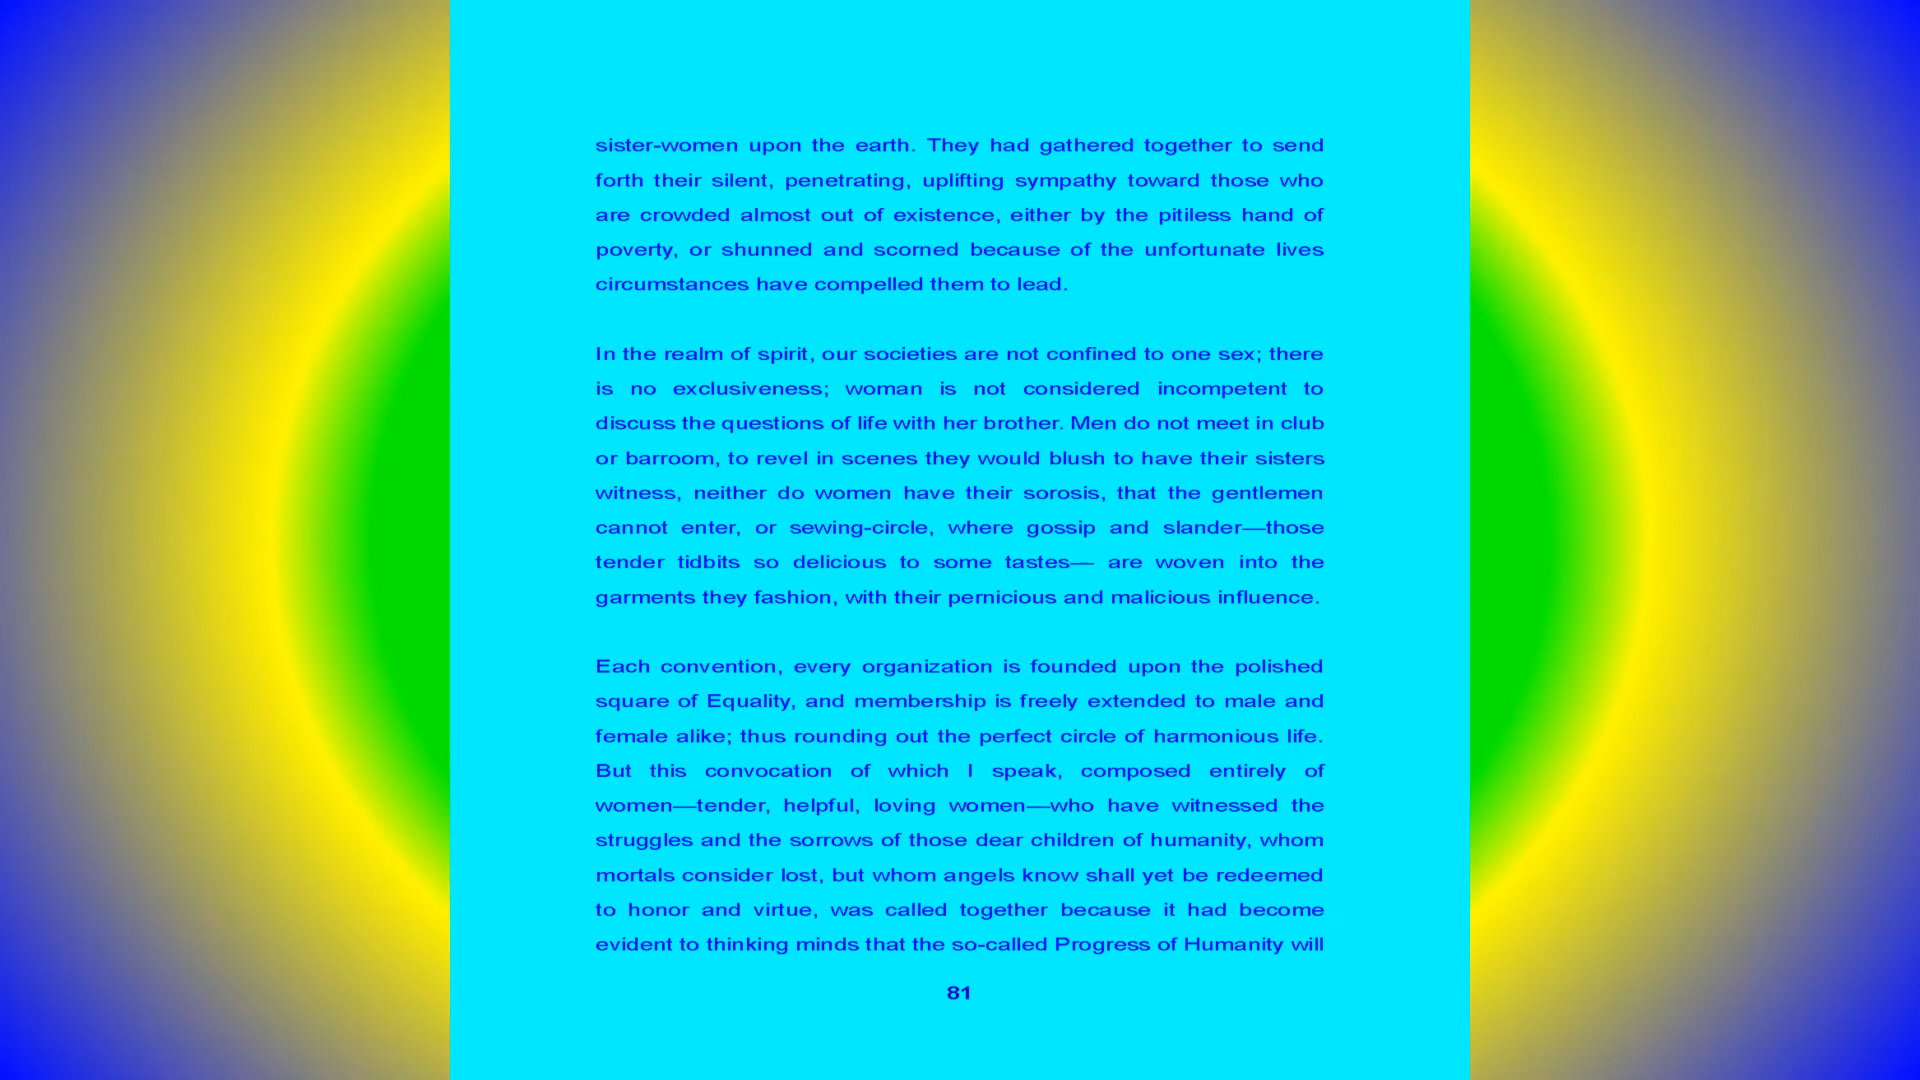 sister-women upon the earth. They had gathered together to send
forth their silent, penetrating, uplifting sympathy toward those who
are crowded almost out of existence, either by the pitiless hand of
poverty, or shunned and scorned because of the unfortunate lives
circumstances have compelled them to lead.
In the realm of spirit, our societies are not confined to one sex; there
is no exclusiveness; woman is not considered incompetent to
discuss the questions of life with her brother. Men do not meet in club
or barroom, to revel in scenes they would blush to have their sisters
witness, neither do women have their sorosis, that the gentlemen
cannot enter, or sewing-circle, where gossip and slander—those
tender tidbits so delicious to some tastes— are woven into the
garments they fashion, with their pernicious and malicious influence.
Each convention, every organization is founded upon the polished
square of Equality, and membership is freely extended to male and
female alike; thus rounding out the perfect circle of harmonious life.
But this convocation of which I speak, composed entirely of
women—tender, helpful, loving women—who have witnessed the
struggles and the sorrows of those dear children of humanity, whom
mortals consider lost, but whom angels know shall yet be redeemed
to honor and virtue, was called together because it had become
evident to thinking minds that the so-called Progress of Humanity will
81